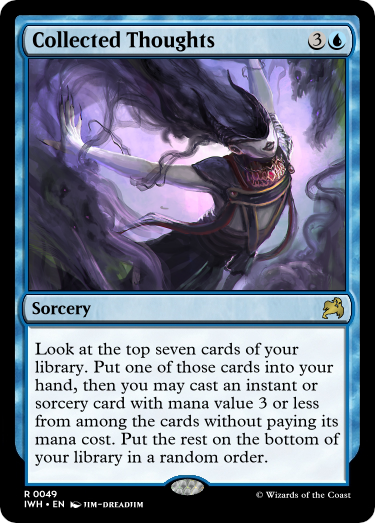 Collected Thoughts 3
Sorcery
Look at the top seven cards of your
library. Put one of those cards into your
hand, then you may cast an instant or
sorcery card with mana value 3 or less
from among the cards without paying its
mana cost. Put the rest on the bottom of
your library in a random order.
R 0049
IWH • EN JIM-DREADJIM
© Wizards of the Coast